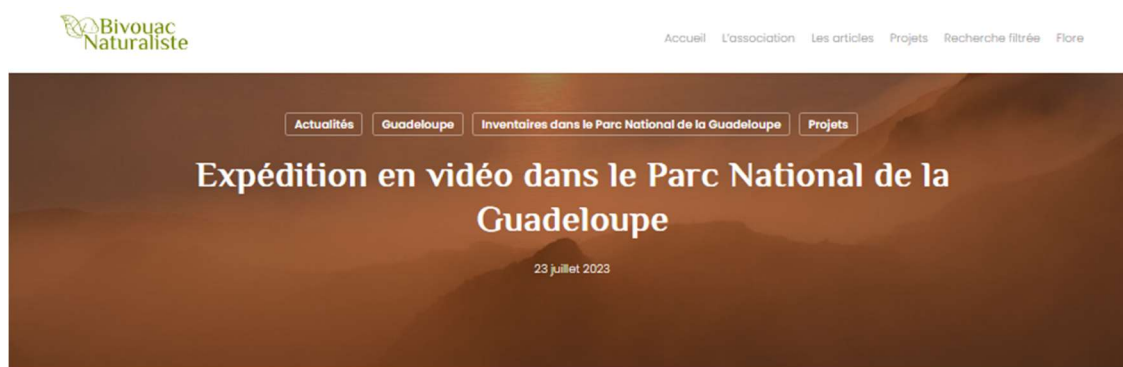 Bivouac
Naturaliste
Accueil L'association Les articles Projets Recherche filtrée Flore
Actualités Guadeloupe Inventaires dans le Parc National de la Guadeloupe Projets
Expédition en vidéo dans le Parc National de la
Guadeloupe
23 juillet 2023